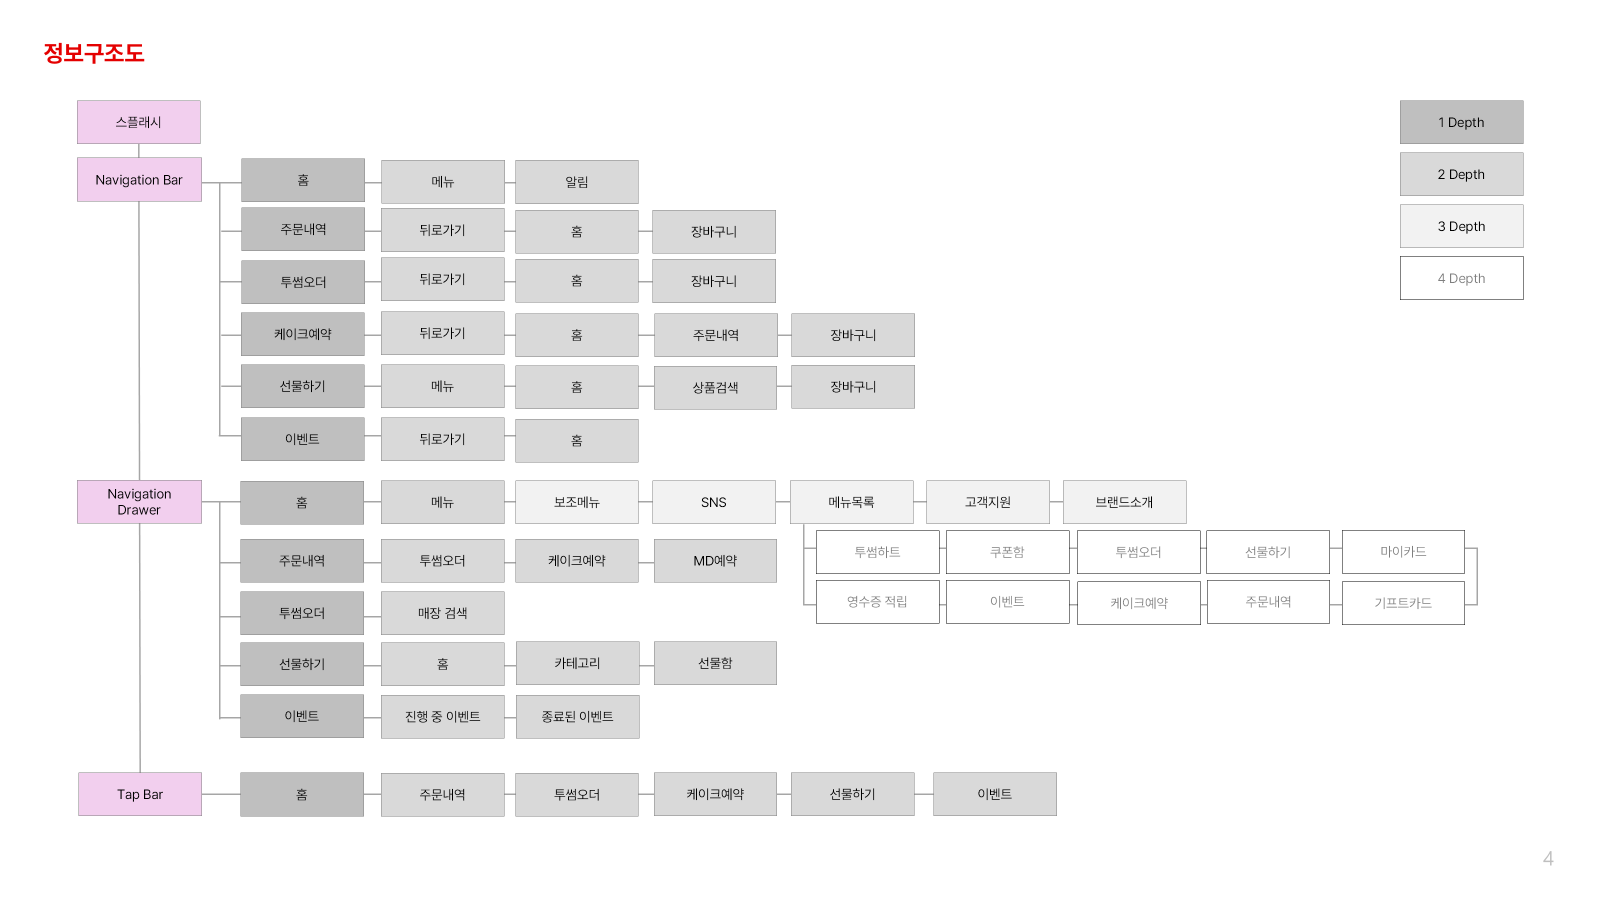 정보구조도
스플래시
1 Depth
2 Depth
3 Depth
4 Depth
Navigation Bar
홈
메뉴
알림
주문내역
뒤로가기
홈
장바구니
투썸오더
뒤로가기
홈
장바구니
케이크예약
뒤로가기
홈
주문내역
장바구니
선물하기
메뉴
홈
상품검색
장바구니
이벤트
뒤로가기
홈
Navigation
Drawer
홈
메뉴
보조메뉴
SNS
메뉴목록
고객지원
브랜드소개
투썸하트
쿠폰함
투썸오더
선물하기
마이카드
영수증 적립
이벤트
케이크예약
주문내역
기프트카드
주문내역
투썸오더
케이크예약
MD예약
투썸오더
매장 검색
선물하기
홈
카테고리
선물함
이벤트
진행 중 이벤트
종료된 이벤트
Tap Bar
홈
주문내역
투썸오더
케이크예약
선물하기
이벤트
4